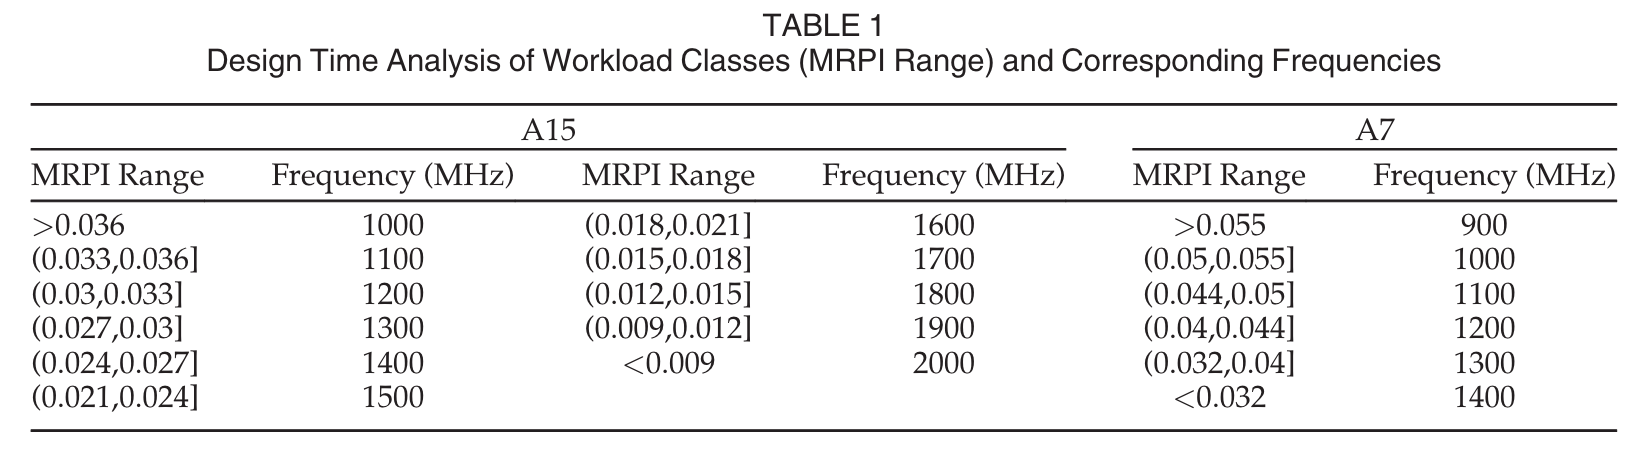 TABLE 1
Design Time Analysis of Workload Classes (MRPI Range) and Corresponding Frequencies
A15 A7
MRPI Range Frequency (MHz) MRPI Range Frequency (MHz) MRPI Range Frequency (MHz)
>0.036 1000 (0.018,0.021] 1600 >0.055 900
(0.033,0.036] 1100 (0.015,0.018] 1700 (0.05,0.055] 1000
(0.03,0.033] 1200 (0.012,0.015] 1800 (0.044,0.05] 1100
(0.027,0.03] 1300 (0.009,0.012] 1900 (0.04,0.044] 1200
(0.024,0.027] 1400 <0.009 2000 (0.032,0.04] 1300
(0.021,0.024] 1500 <0.032 1400